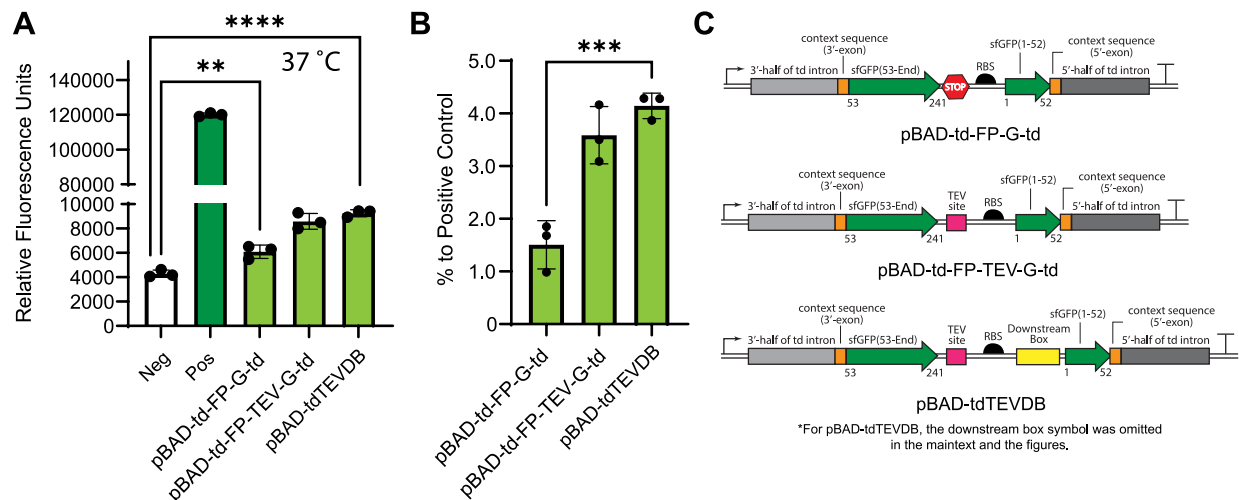 A
****
**
37 ˚C
Relative Fluorescence Units
140000
120000
100000
80000
10000
8000
6000
4000
2000
0
Neg
Pos
pBAD-td-FP-G-td
pBAD-td-FP-TEV-G-td
pBAD-tdTEVDB
B
***
% to Positive Control
5.0
4.0
3.0
2.0
1.0
0
pBAD-td-FP-G-td
pBAD-td-FP-TEV-G-td
pBAD-tdTEVDB
C
context sequence
(3'-exon)
3'-half of td intron
sfGFP(53-End)
53
241
STOP
RBS
sfGFP(1-52)
1
52
context sequence
(5'-exon)
5'-half of td intron
pBAD-td-FP-G-td
context sequence
(3'-exon)
3'-half of td intron
sfGFP(53-End)
53
241
TEV
site
RBS
sfGFP(1-52)
1
52
context sequence
(5'-exon)
5'-half of td intron
pBAD-td-FP-TEV-G-td
context sequence
(3'-exon)
3'-half of td intron
sfGFP(53-End)
53
241
TEV
site
RBS
Downstream
Box
sfGFP(1-52)
1
52
context sequence
(5'-exon)
5'-half of td intron
pBAD-tdTEVDB
*For pBAD-tdTEVDB, the downstream box symbol was omitted
in the maintext and the figures.